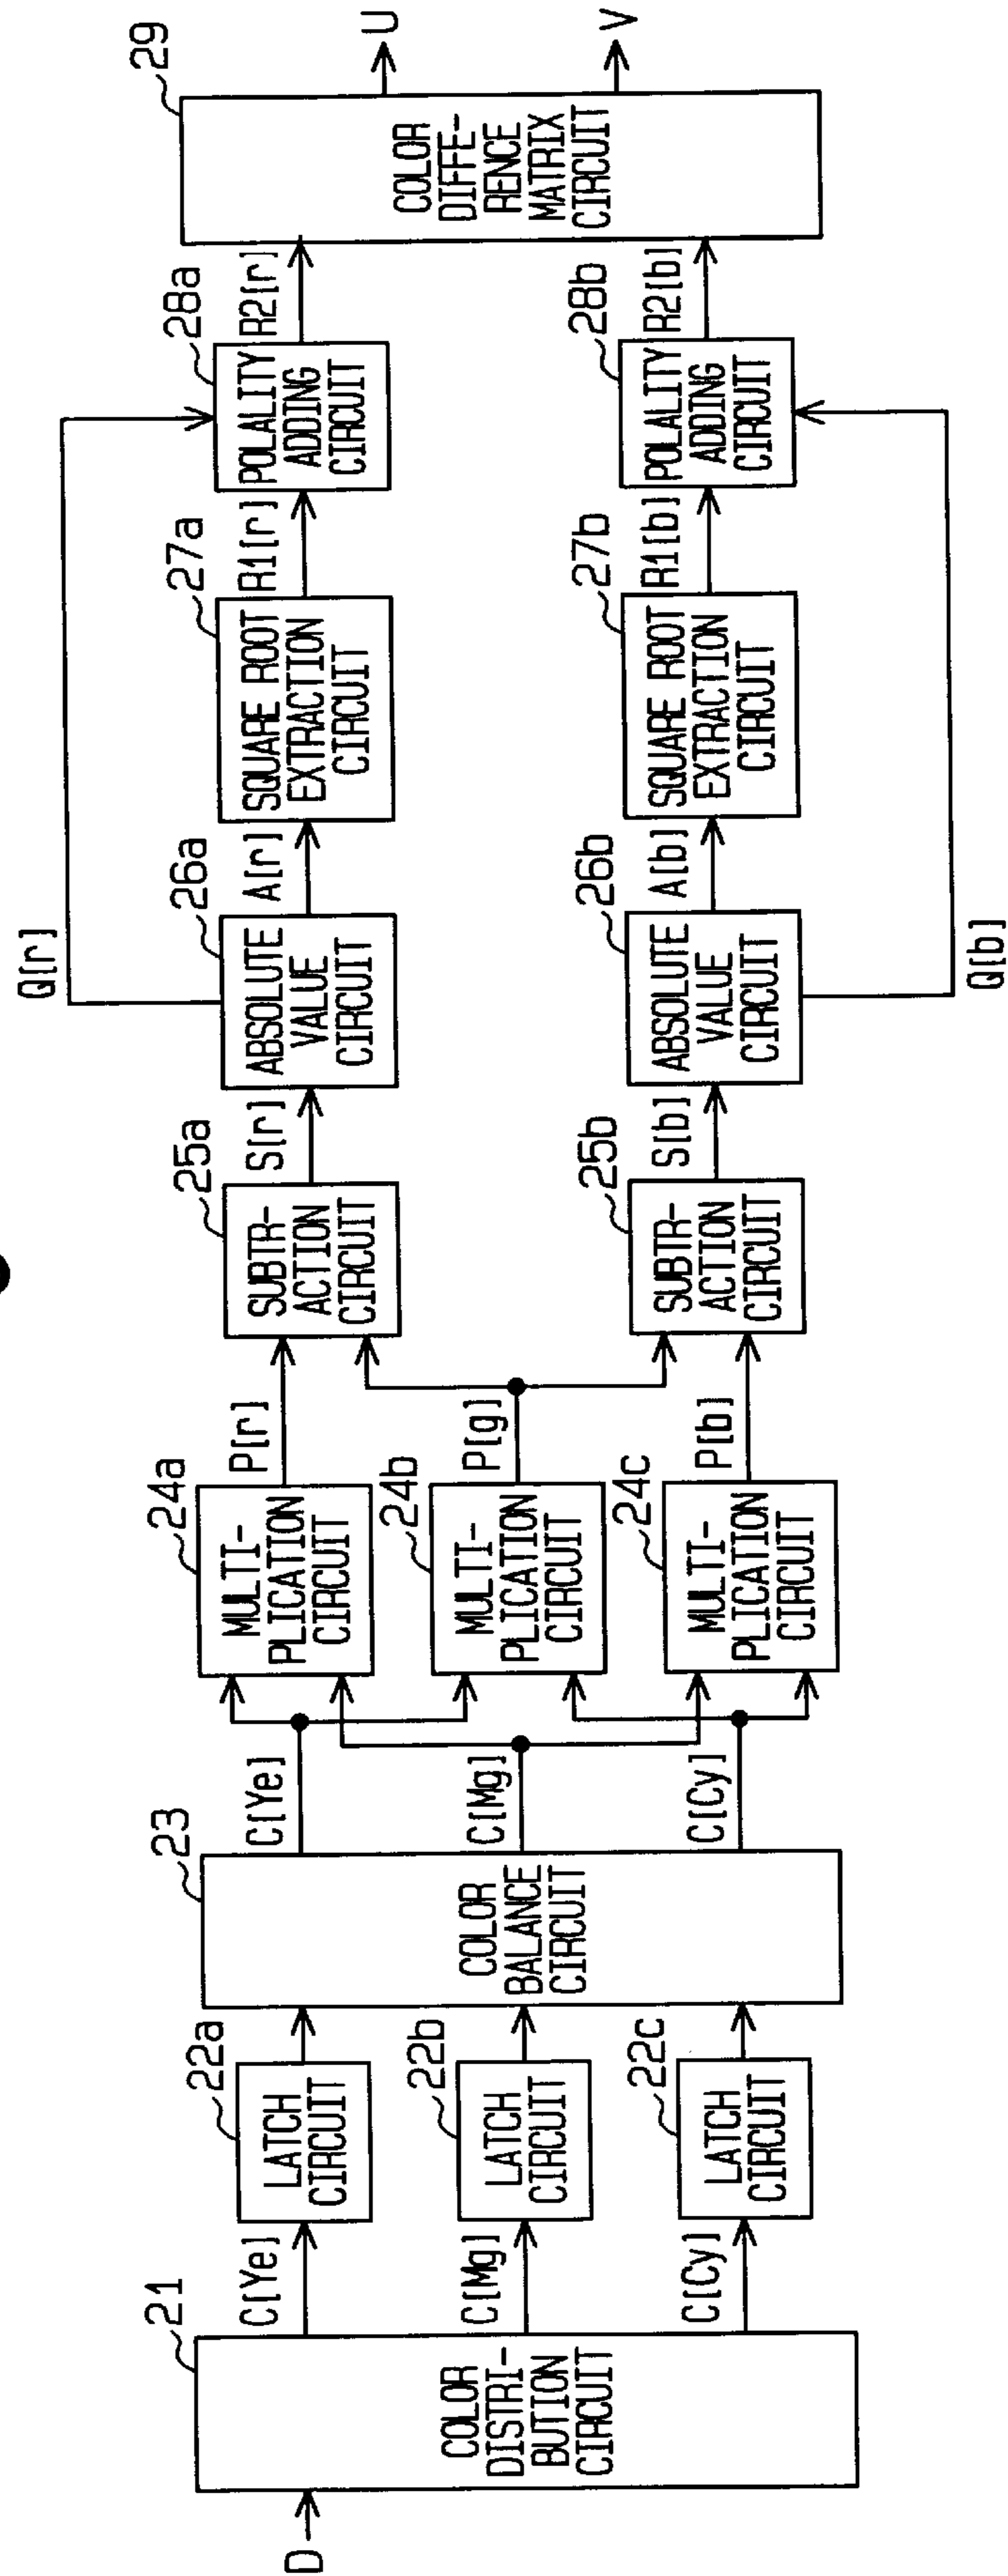 D
21
COLOR
DISTRI-
BUTION
CIRCUIT
C[Ye]
C[Mg]
C[Cy]
22a
LATCH
CIRCUIT
22b
LATCH
CIRCUIT
22c
LATCH
CIRCUIT
23
COLOR
BALANCE
CIRCUIT
C[Ye]
C[Mg]
C[Cy]
24a
MULTI-
PLICATION
CIRCUIT
24b
MULTI-
PLICATION
CIRCUIT
24c
MULTI-
PLICATION
CIRCUIT
P[r]
P[g]
P[b]
25a
SUBTR-
ACTION
CIRCUIT
25b
SUBTR-
ACTION
CIRCUIT
S[r]
S[b]
26a
ABSOLUTE
VALUE
CIRCUIT
26b
ABSOLUTE
VALUE
CIRCUIT
Q[r]
Q[b]
A[r]
A[b]
27a
SQUARE ROOT
EXTRACTION
CIRCUIT
27b
SQUARE ROOT
EXTRACTION
CIRCUIT
R1[r]
R1[b]
28a
POLALITY
ADDING
CIRCUIT
28b
POLALITY
ADDING
CIRCUIT
R2[r]
R2[b]
29
COLOR
DIFFE-
RENCE
MATRIX
CIRCUIT
U
V